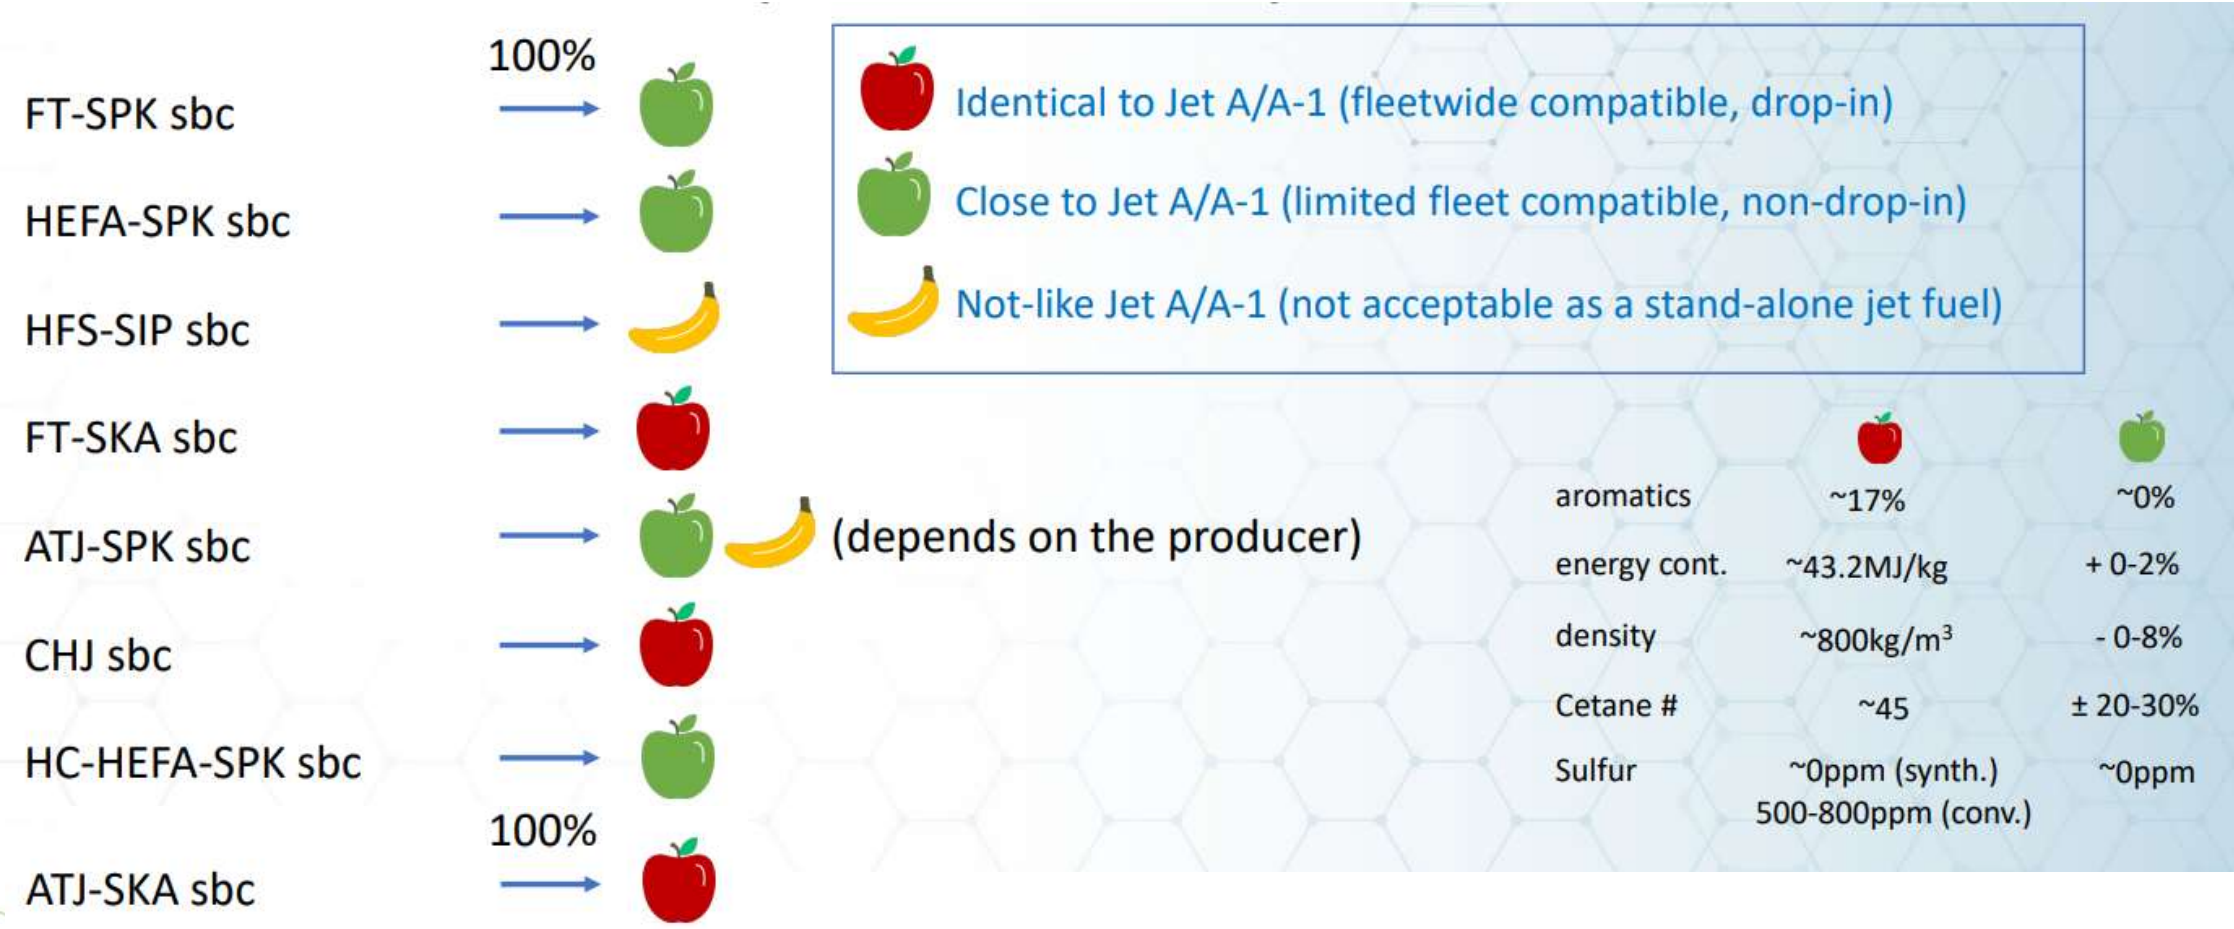 100%
FT-SPK sbc
HEFA-SPK sbc
HFS-SIP sbc
FT-SKA sbc
ATJ-SPK sbc
(depends on the producer)
CHJ sbc
HC-HEFA-SPK sbc
100%
ATJ-SKA sbc
Identical to Jet A/A-1 (fleetwide compatible, drop-in)
Close to Jet A/A-1 (limited fleet compatible, non-drop-in)
Not-like Jet A/A-1 (not acceptable as a stand-alone jet fuel)
aromatics ~17% ~0%
energy cont. ~43.2MJ/kg + 0-2%
density ~800kg/m³ - 0-8%
Cetane # ~45 ± 20-30%
Sulfur ~0ppm (synth.) ~0ppm
500-800ppm (conv.)